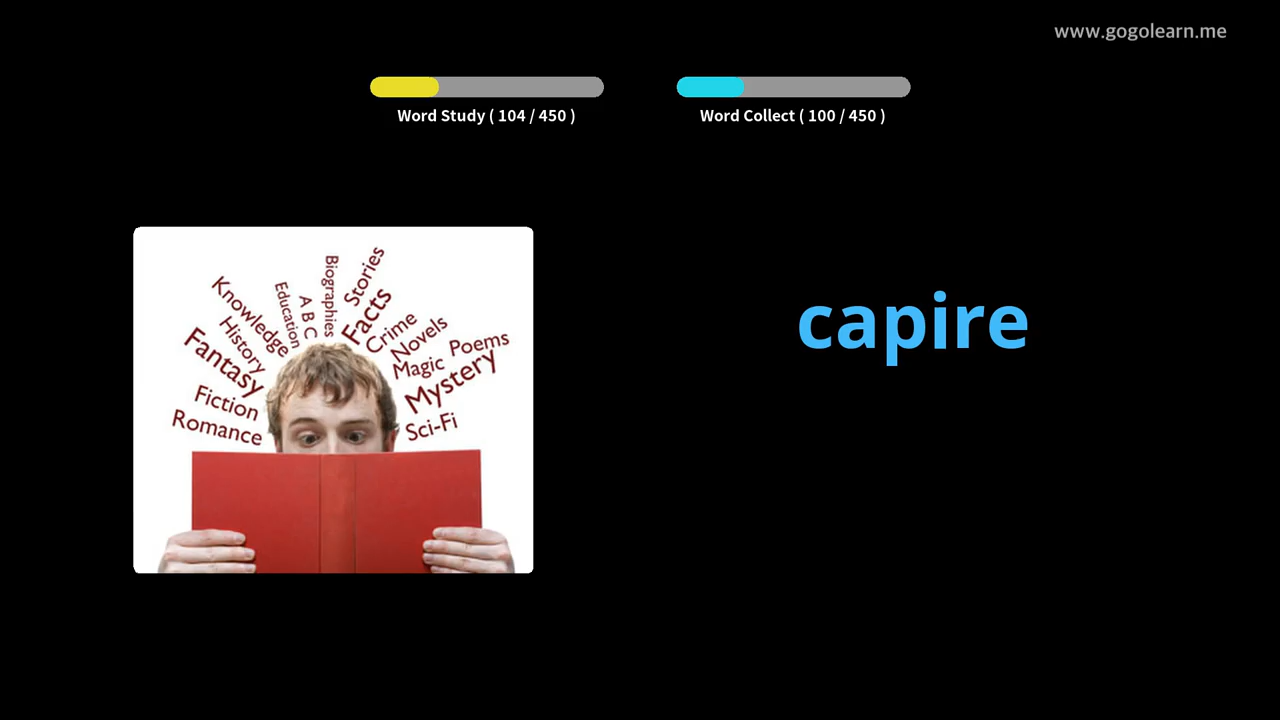 www.gogolearn.me
Word Study ( 104 / 450 )
Word Collect ( 100 / 450 )
capire
Biographies
Stories
Education
A B C
Facts
Knowledge
Crime
History
Novels
Fantasy
Magic
Poems
Mystery
Fiction
Romance
Sci-Fi